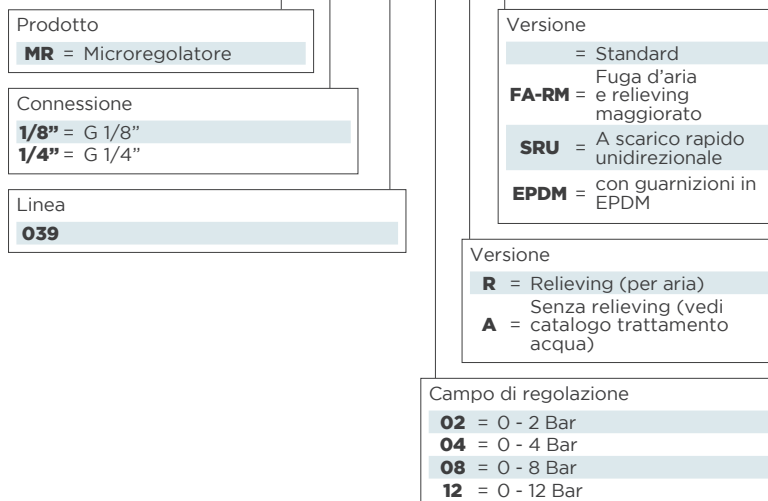 Prodotto
MR = Microregolatore
Connessione
1/8” = G 1/8”
1/4” = G 1/4”
Linea
039
Versione
= Standard
FA-RM = Fuga d’aria
e relieving
maggiorato
SRU = A scarico rapido
unidirezionale
EPDM = con guarnizioni in
EPDM
Versione
R = Relieving (per aria)
A = Senza relieving (vedi
catalogo trattamento
acqua)
Campo di regolazione
02 = 0 - 2 Bar
04 = 0 - 4 Bar
08 = 0 - 8 Bar
12 = 0 - 12 Bar